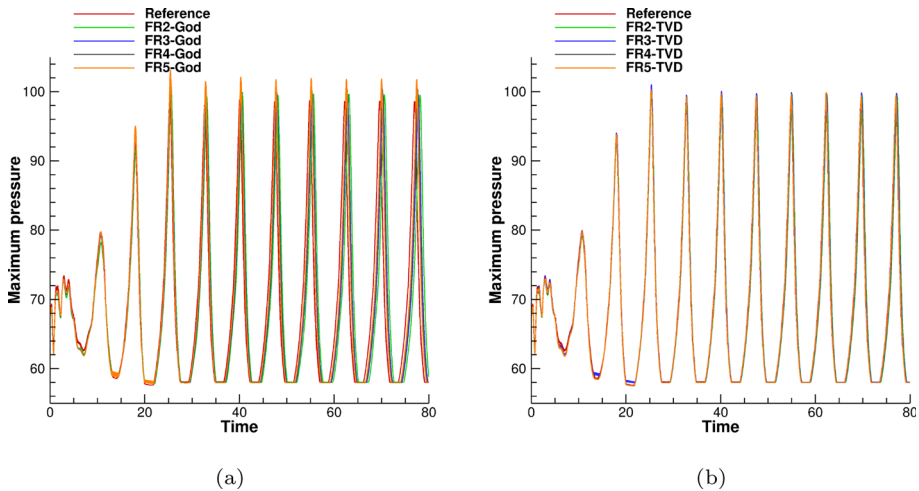 Reference
FR2-God
FR3-God
FR4-God
FR5-God
Maximum pressure
100
90
80
70
60
0 20 40 60 80
Time
(a)
Reference
FR2-TVD
FR3-TVD
FR4-TVD
FR5-TVD
Maximum pressure
100
90
80
70
60
0 20 40 60 80
Time
(b)